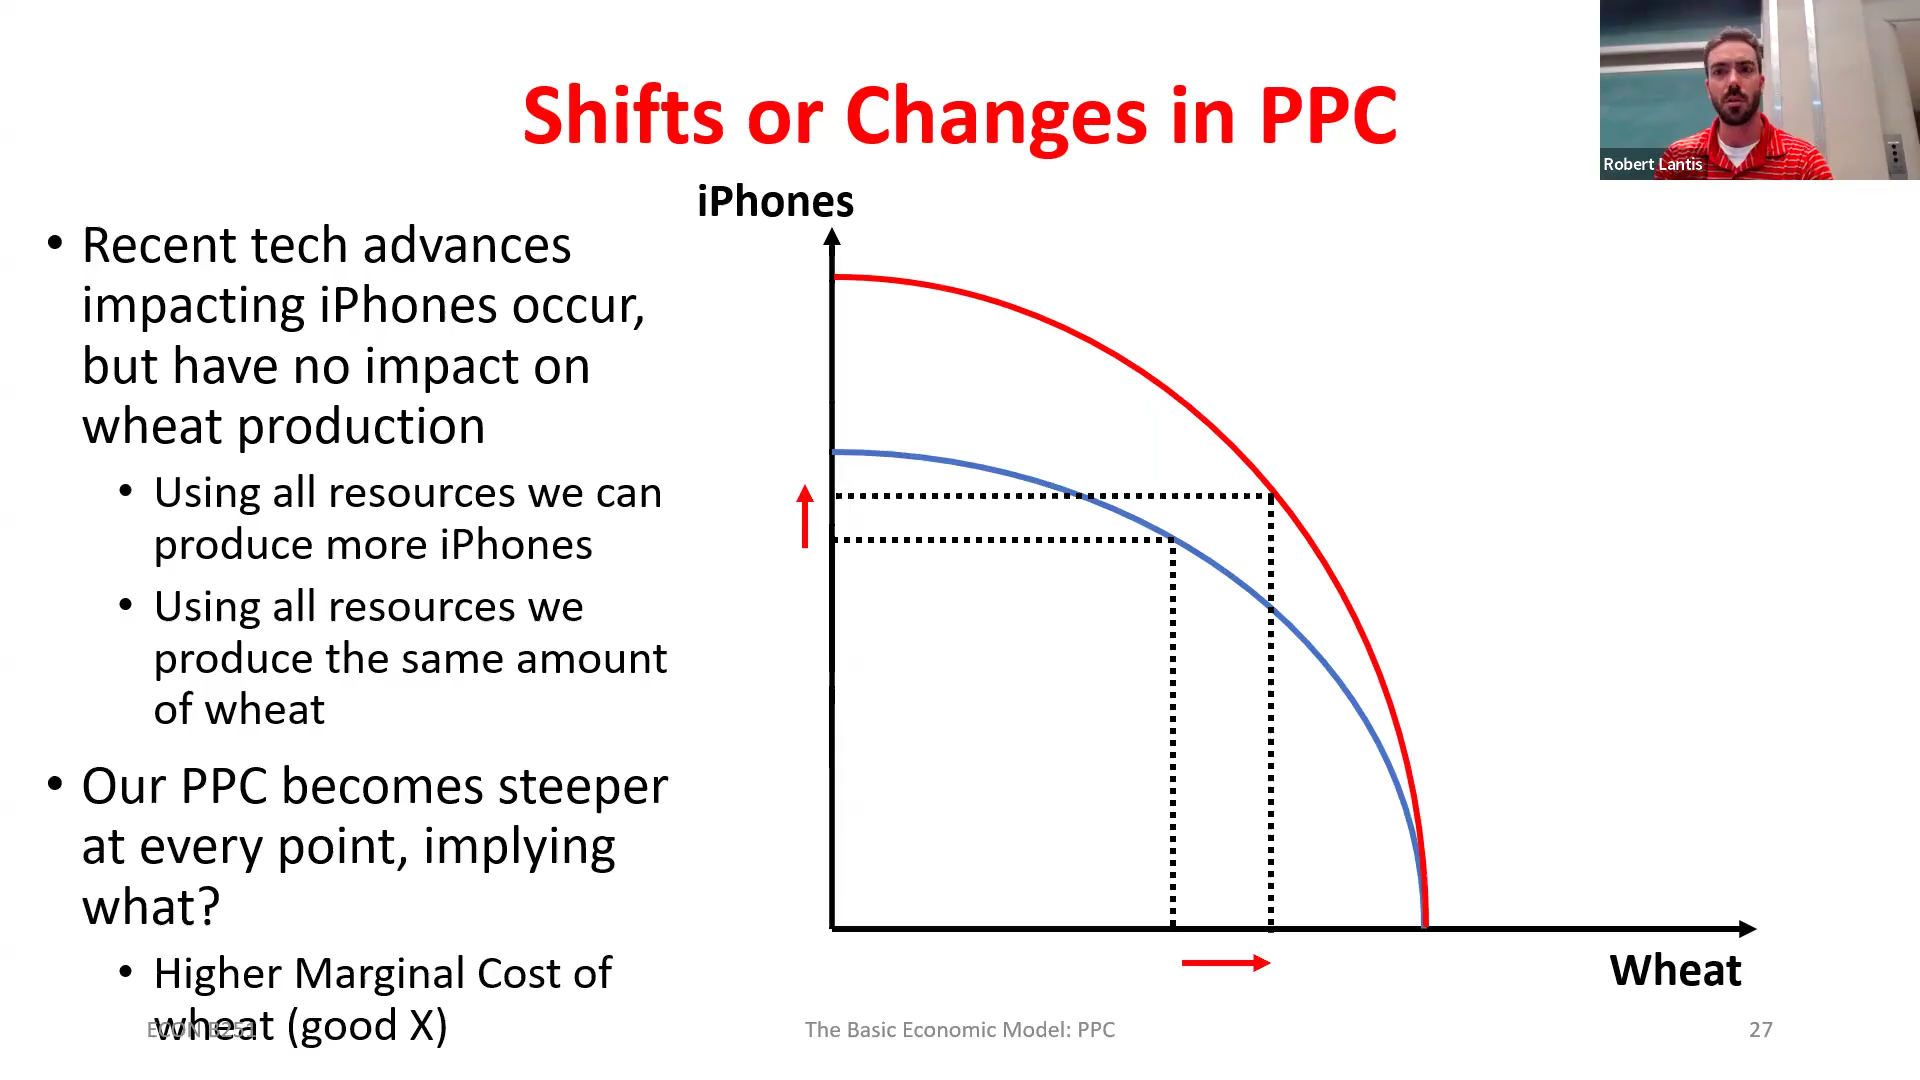 Shifts or Changes in PPC
Robert Lantis
iPhones
• Recent tech advances
impacting iPhones occur,
but have no impact on
wheat production
• Using all resources we can
produce more iPhones
• Using all resources we
produce the same amount
of wheat
• Our PPC becomes steeper
at every point, implying
what?
• Higher Marginal Cost of
wheat (good X)
Wheat
ECON B251
The Basic Economic Model: PPC
27